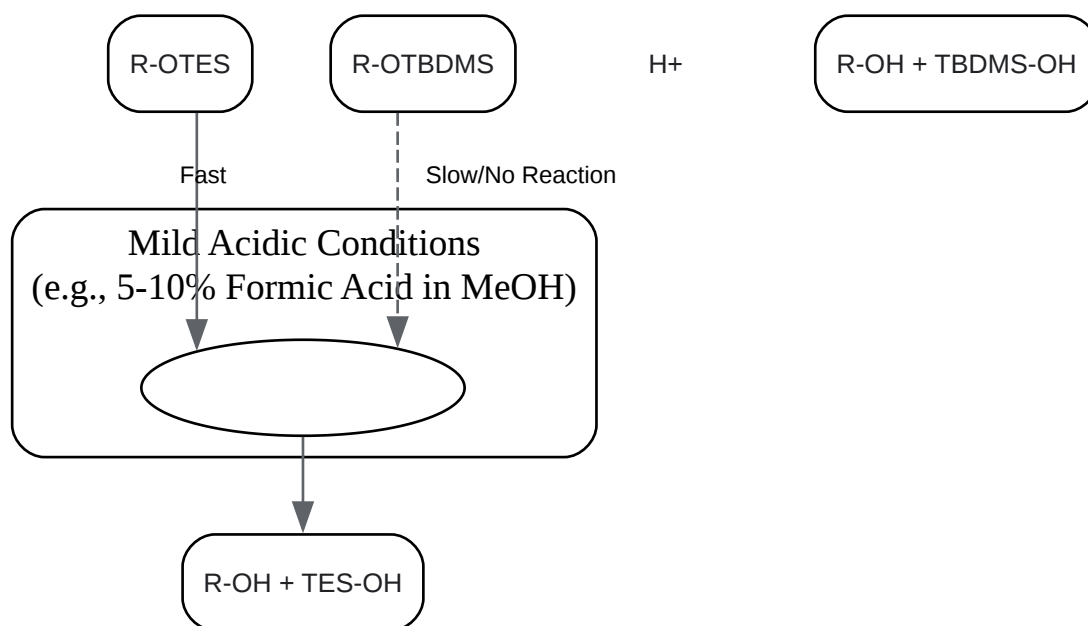 R-OTES
R-OTBDMS
H+
R-OH + TBDMS-OH
Fast
Slow/No Reaction
Mild Acidic Conditions
(e.g., 5-10% Formic Acid in MeOH)
R-OH + TES-OH